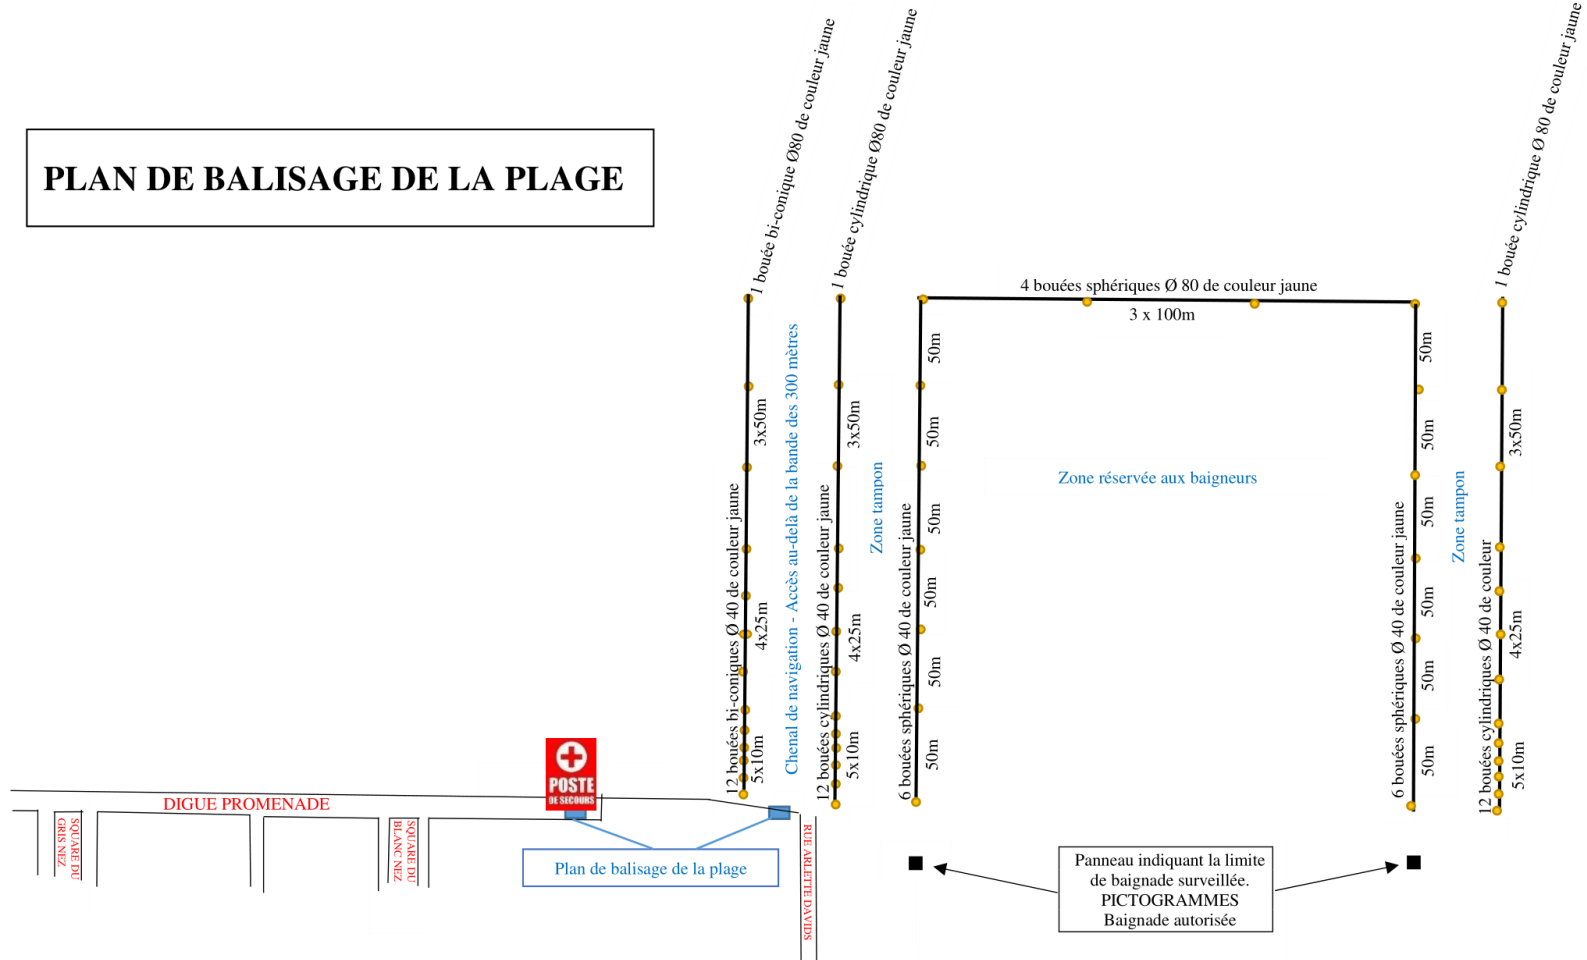 PLAN DE BALISAGE DE LA PLAGE
1 bouée bi-conique Ø80 de couleur jaune
1 bouée cylindrique Ø80 de couleur jaune
1 bouée cylindrique Ø 80 de couleur jaune
4 bouées sphériques Ø 80 de couleur jaune
3 x 100m
12 bouées bi-coniques Ø 40 de couleur jaune
3x50m
4x25m
5x10m
Chenal de navigation - Accès au-delà de la bande des 300 mètres
12 bouées cylindriques Ø 40 de couleur jaune
3x50m
4x25m
5x10m
Zone tampon
6 bouées sphériques Ø 40 de couleur jaune
50m
50m
50m
50m
50m
50m
Zone réservée aux baigneurs
6 bouées sphériques Ø 40 de couleur jaune
50m
50m
50m
50m
50m
50m
Zone tampon
12 bouées cylindriques Ø 40 de couleur
3x50m
4x25m
5x10m
POSTE
DE SECOURS
DIGUE PROMENADE
SQUARE DU
GRIS NEZ
SQUARE DU
BLANC NEZ
RUE ARLETTE DAVIDS
Plan de balisage de la plage
Panneau indiquant la limite
de baignade surveillée.
PICTOGRAMMES
Baignade autorisée